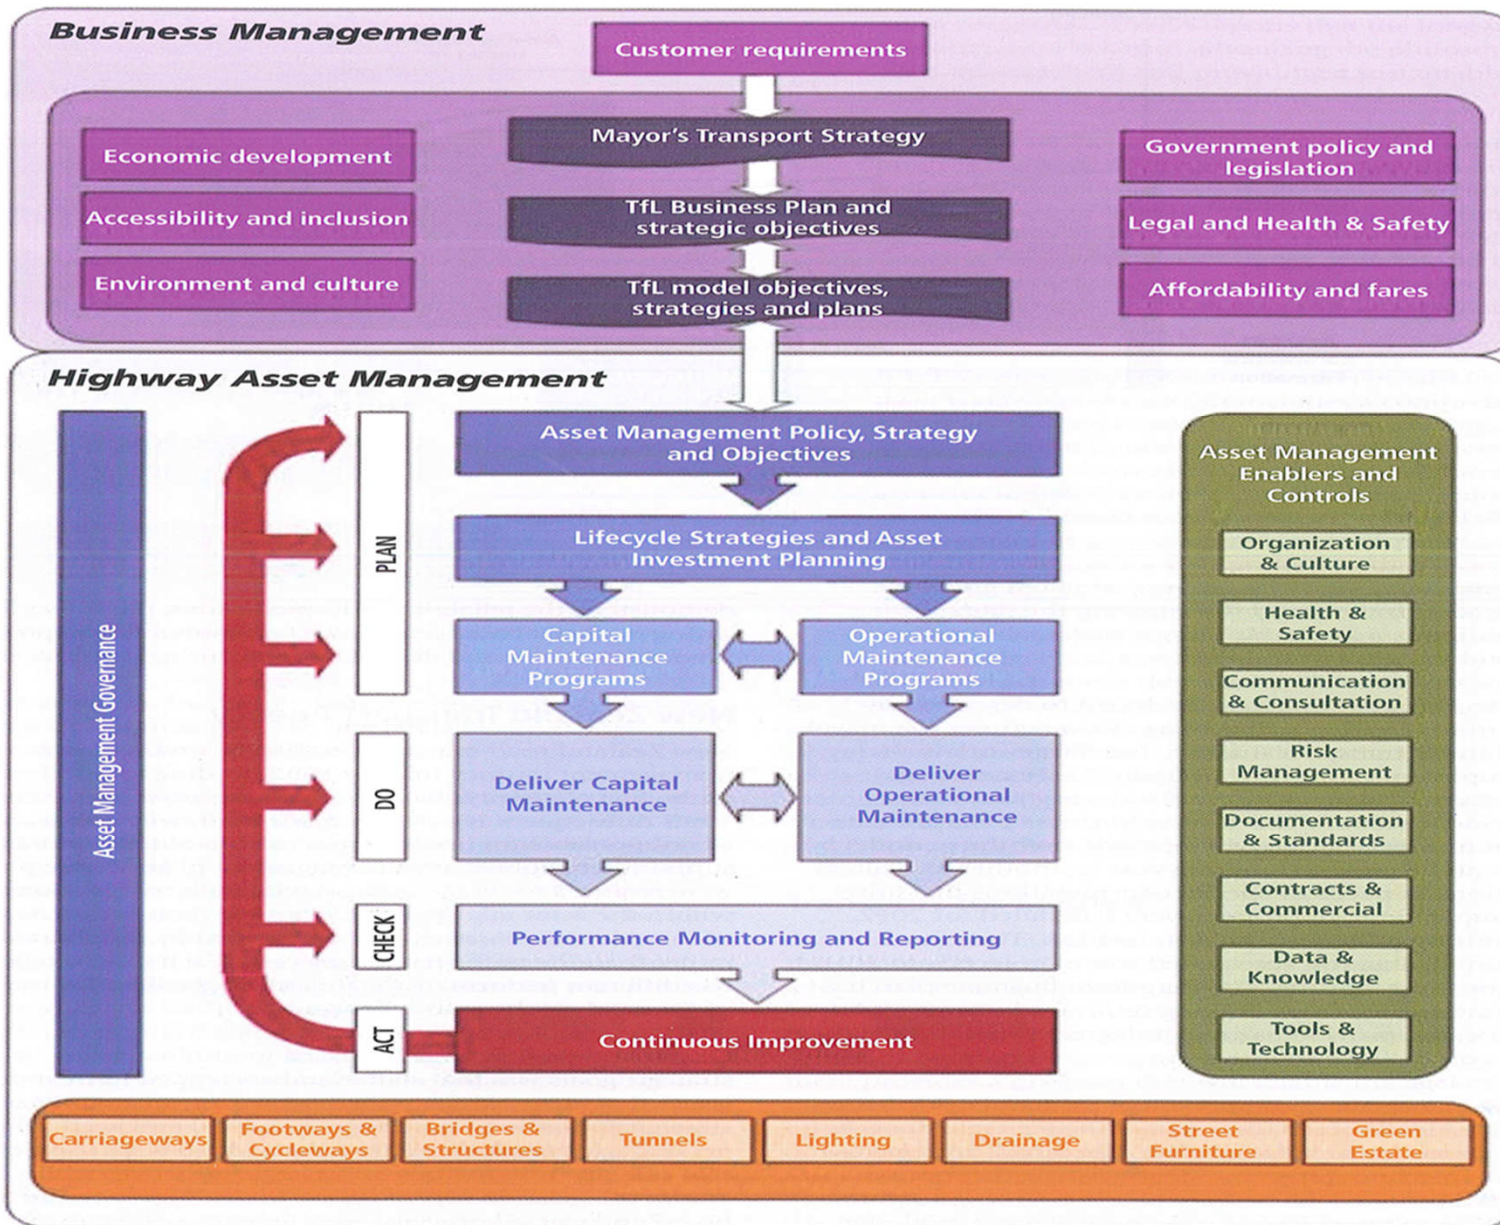 Business Management
Customer requirements
Mayor's Transport Strategy
Economic development
Government policy and
legislation
Accessibility and inclusion
TfL Business Plan and
strategic objectives
Legal and Health & Safety
Environment and culture
TfL model objectives,
strategies and plans
Affordability and fares
Highway Asset Management
Asset Management Governance
PLAN
DO
CHECK
ACT
Asset Management Policy, Strategy
and Objectives
Lifecycle Strategies and Asset
Investment Planning
Capital
Maintenance
Programs
Operational
Maintenance
Programs
Deliver Capital
Maintenance
Deliver
Operational
Maintenance
Performance Monitoring and Reporting
Continuous Improvement
Asset Management
Enablers and
Controls
Organization
& Culture
Health &
Safety
Communication
& Consultation
Risk
Management
Documentation
& Standards
Contracts &
Commercial
Data &
Knowledge
Tools &
Technology
Carriageways
Footways &
Cycleways
Bridges &
Structures
Tunnels
Lighting
Drainage
Street
Furniture
Green
Estate